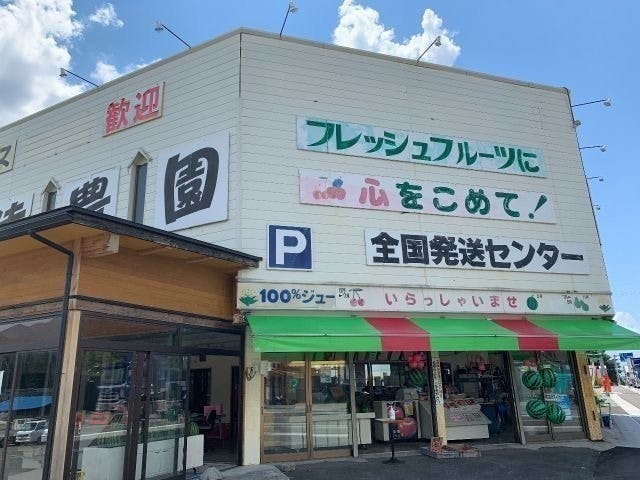 ス
歓迎
農園
フレッシュフルーツに
心をこめて!
全国発送センター
P
100%ジュー
いらっしゃいませ